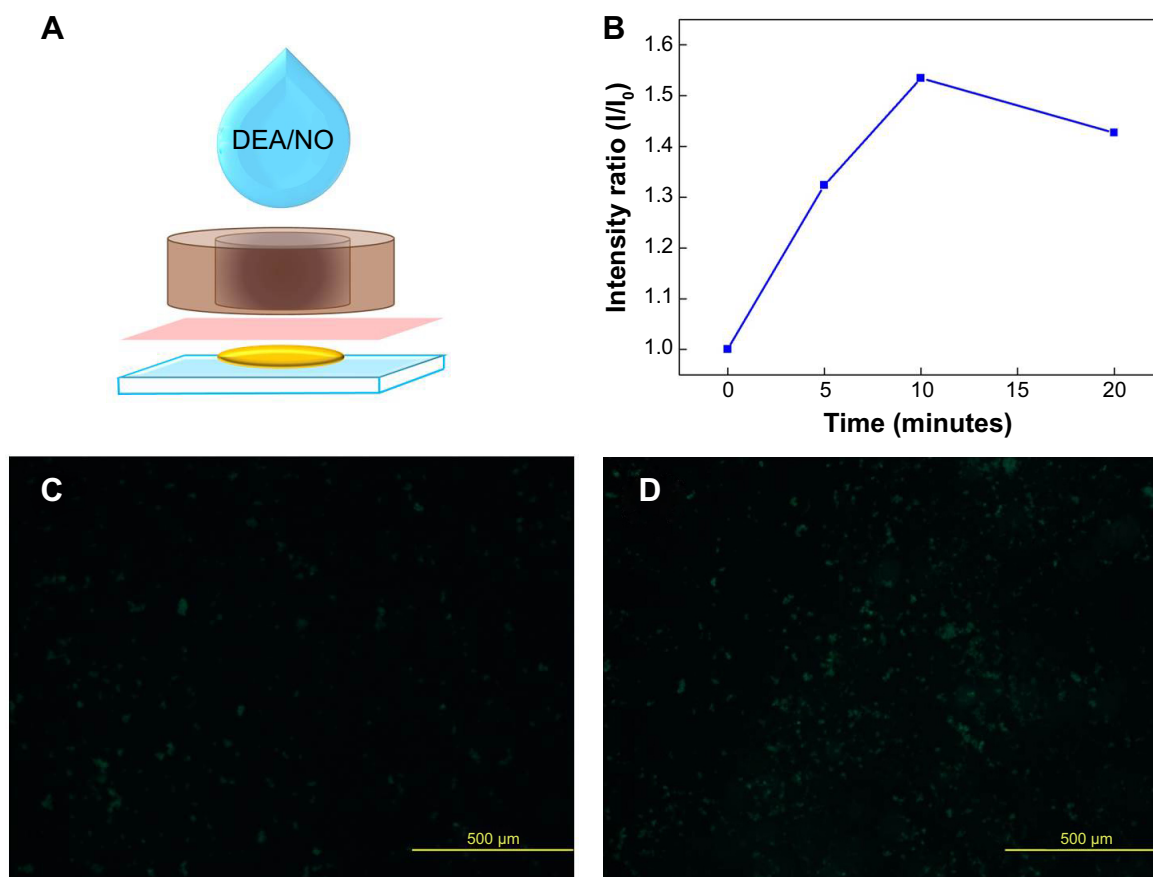 A
DEA/NO
B
Intensity ratio (I/I₀)
1.6
1.5
1.4
1.3
1.2
1.1
1.0
0 5 10 15 20
Time (minutes)
C
500 µm
D
500 µm